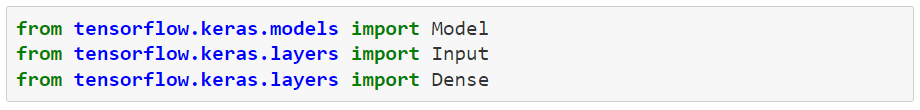 from tensorflow.keras.models import Model
from tensorflow.keras.layers import Input
from tensorflow.keras.layers import Dense